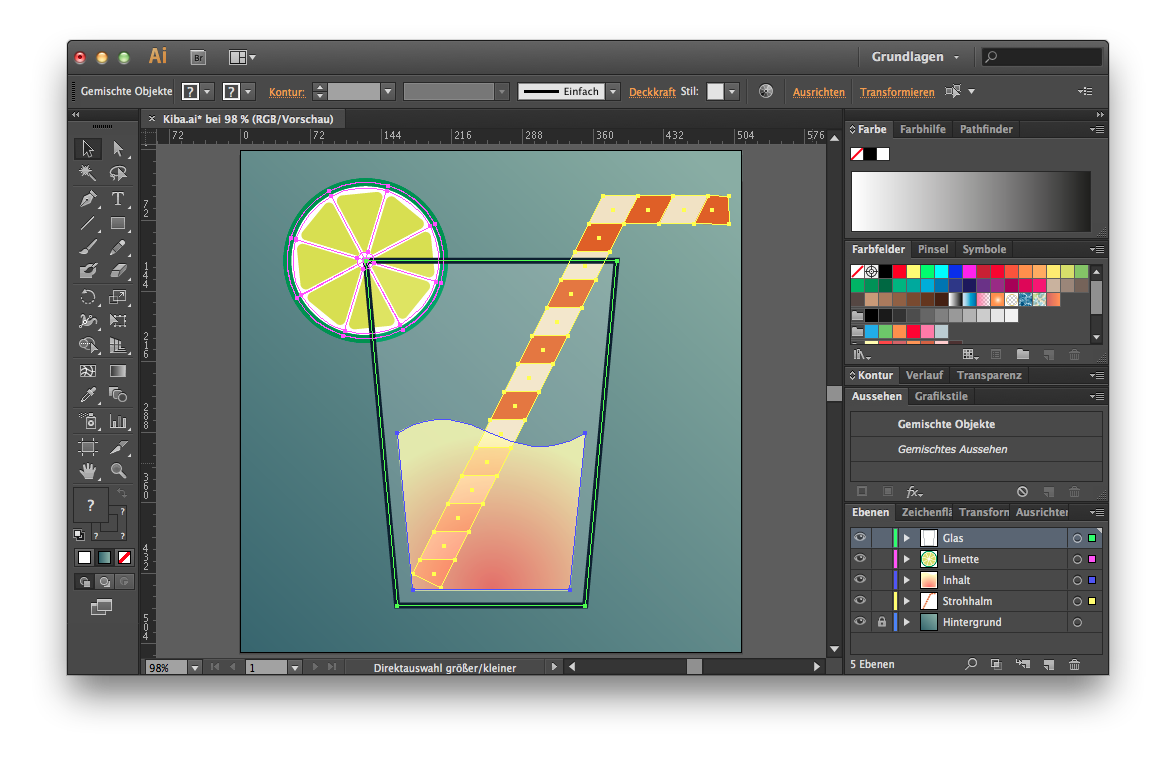 Ai Br Grundlagen
Gemischte Objekte ? ? Kontur: Einfach Deckkraft Stil: Ausrichten Transformieren
× Kiba.ai* bei 98 % (RGB/Vorschau)
72 0 72 144 216 288 360 432 504 576
Farbe Farbhilfe Pathfinder
72
144
216
288
360
432
504
T
?
?
? ?
Farbfelder Pinsel Symbole
Kontur Verlauf Transparenz
Aussehen Grafikstile
Gemischte Objekte
Gemischtes Aussehen
fx
Ebenen Zeichenflä Transform Ausrichter
Glas
Limette
Inhalt
Strohhalm
Hintergrund
5 Ebenen
98% 1 Direktauswahl größer/kleiner